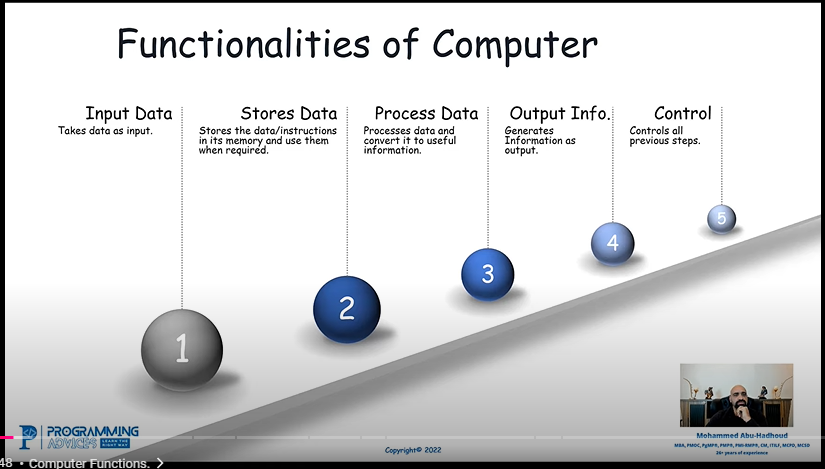 Functionalities of Computer
Input Data
Takes data as input.
Stores Data
Stores the data/instructions
in its memory and use them
when required.
Process Data
Processes data and
convert it to useful
information.
Output Info.
Generates
Information as
output.
Control
Controls all
previous steps.
1
2
3
4
5
PROGRAMMING
ADVICES
LEARN THE
RIGHT WAY
Copyright© 2022
Mohammed Abu-Hadhoud
MBA, PMOC, PgMP®, PMP®, PMI-RMP®, CM, ITILF, MCPD, MCSD
26+ years of experience
48 • Computer Functions. >